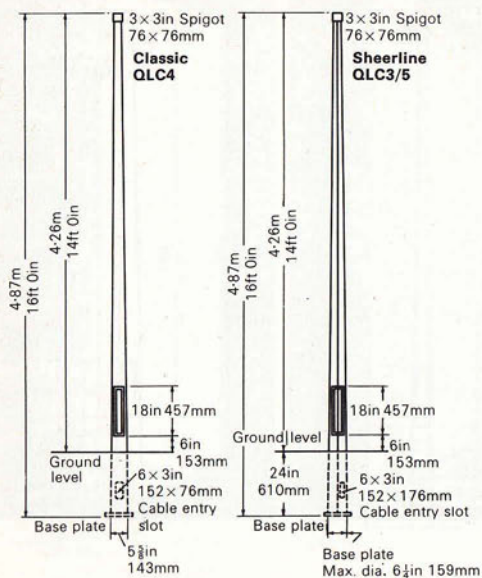 3×3in Spigot
76×76mm
Classic
QLC4
4·87m
16ft 0in
4·26m
14ft 0in
18in 457mm
6in
153mm
Ground
level
6×3in
152×76mm
Cable entry
slot
Base plate
5⅝in
143mm
3×3in Spigot
76×76mm
Sheerline
QLC3/5
4·87m
16ft 0in
4·26m
14ft 0in
18in 457mm
Ground level
6in
153mm
24in
610mm
6×3in
152×176mm
Cable entry slot
Base plate
Base plate
Max. dia. 6¼in 159mm